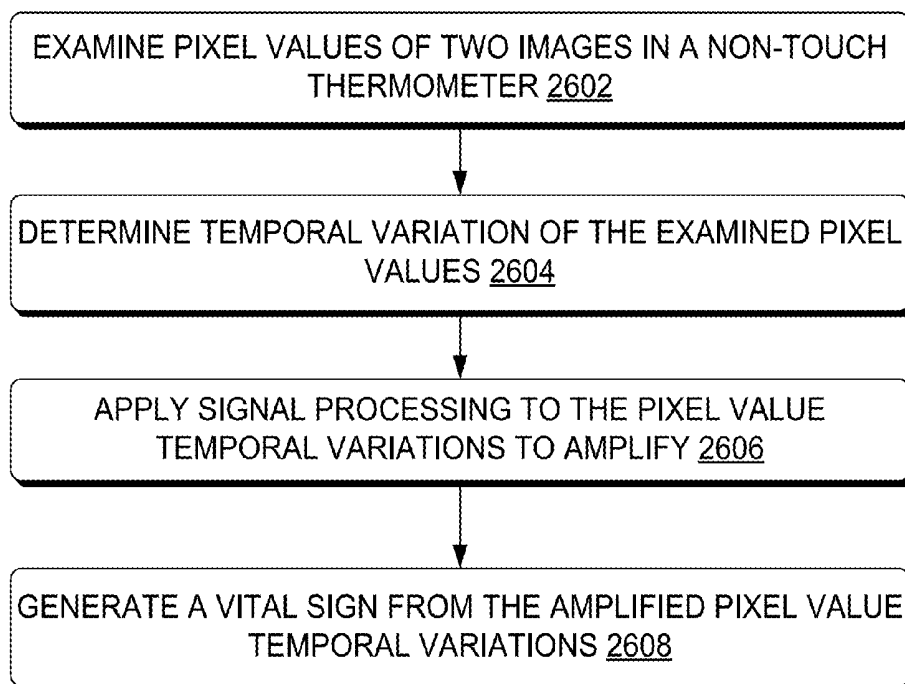 EXAMINE PIXEL VALUES OF TWO IMAGES IN A NON-TOUCH
THERMOMETER 2602
DETERMINE TEMPORAL VARIATION OF THE EXAMINED PIXEL
VALUES 2604
APPLY SIGNAL PROCESSING TO THE PIXEL VALUE
TEMPORAL VARIATIONS TO AMPLIFY 2606
GENERATE A VITAL SIGN FROM THE AMPLIFIED PIXEL VALUE
TEMPORAL VARIATIONS 2608